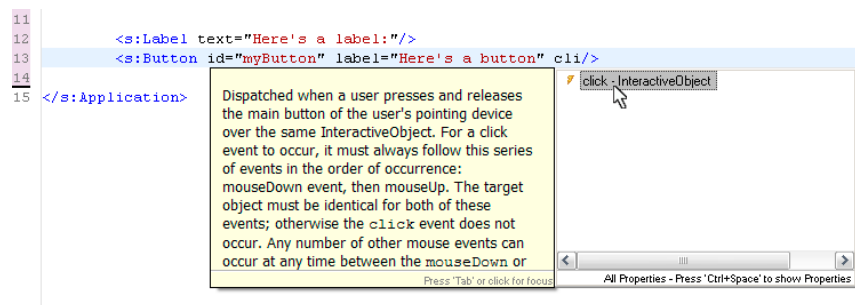 11
12 <s:Label text="Here's a label:"/>
13 <s:Button id="myButton" label="Here's a button" cli/>
14
15 </s:Application>
click - InteractiveObject
Dispatched when a user presses and releases
the main button of the user's pointing device
over the same InteractiveObject. For a click
event to occur, it must always follow this series
of events in the order of occurrence:
mouseDown event, then mouseUp. The target
object must be identical for both of these
events; otherwise the click event does not
occur. Any number of other mouse events can
occur at any time between the mouseDown or
Press 'Tab' or click for focus
All Properties - Press 'Ctrl+Space' to show Properties